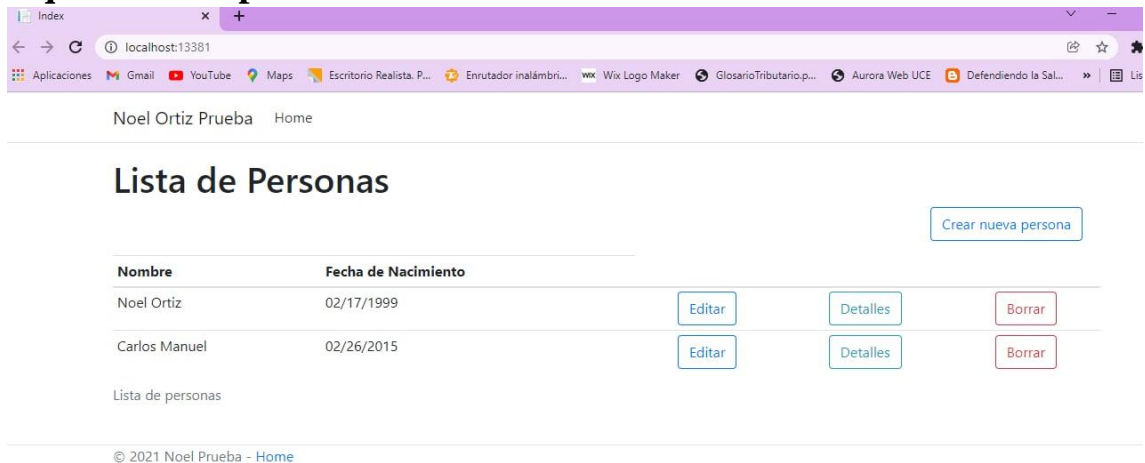 Index
localhost:13381
Aplicaciones Gmail YouTube Maps Escritorio Realista. P... Enrutador inalámbri... WIX Wix Logo Maker GlosarioTributario.p... Aurora Web UCE Defendiendo la Sal... » Lis
Noel Ortiz Prueba Home
Lista de Personas
Crear nueva persona
Nombre Fecha de Nacimiento
Noel Ortiz 02/17/1999 Editar Detalles Borrar
Carlos Manuel 02/26/2015 Editar Detalles Borrar
Lista de personas
© 2021 Noel Prueba - Home